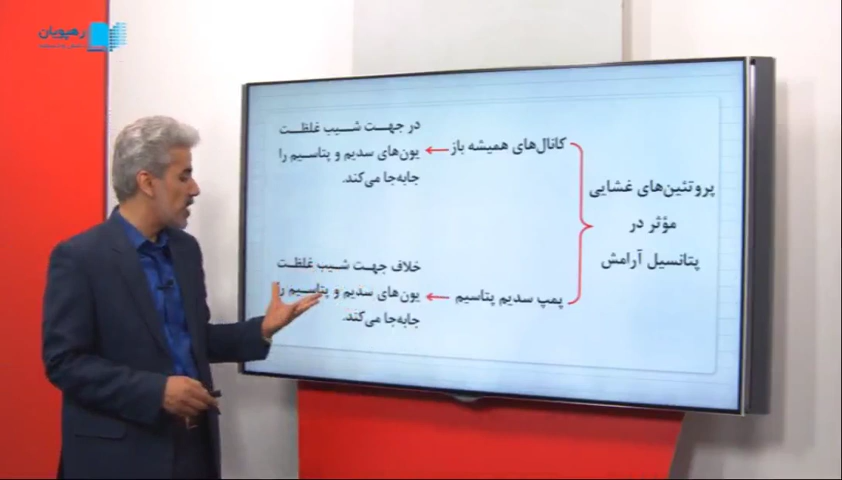 رهپویان
پروتئین‌های غشایی
مؤثر در
پتانسیل آرامش
کانال‌های همیشه باز
در جهت شیب غلظت
یون‌های سدیم و پتاسیم را
جابه‌جا می‌کند.
پمپ سدیم پتاسیم
خلاف جهت شیب غلظت
یون‌های سدیم و پتاسیم را
جابه‌جا می‌کند.